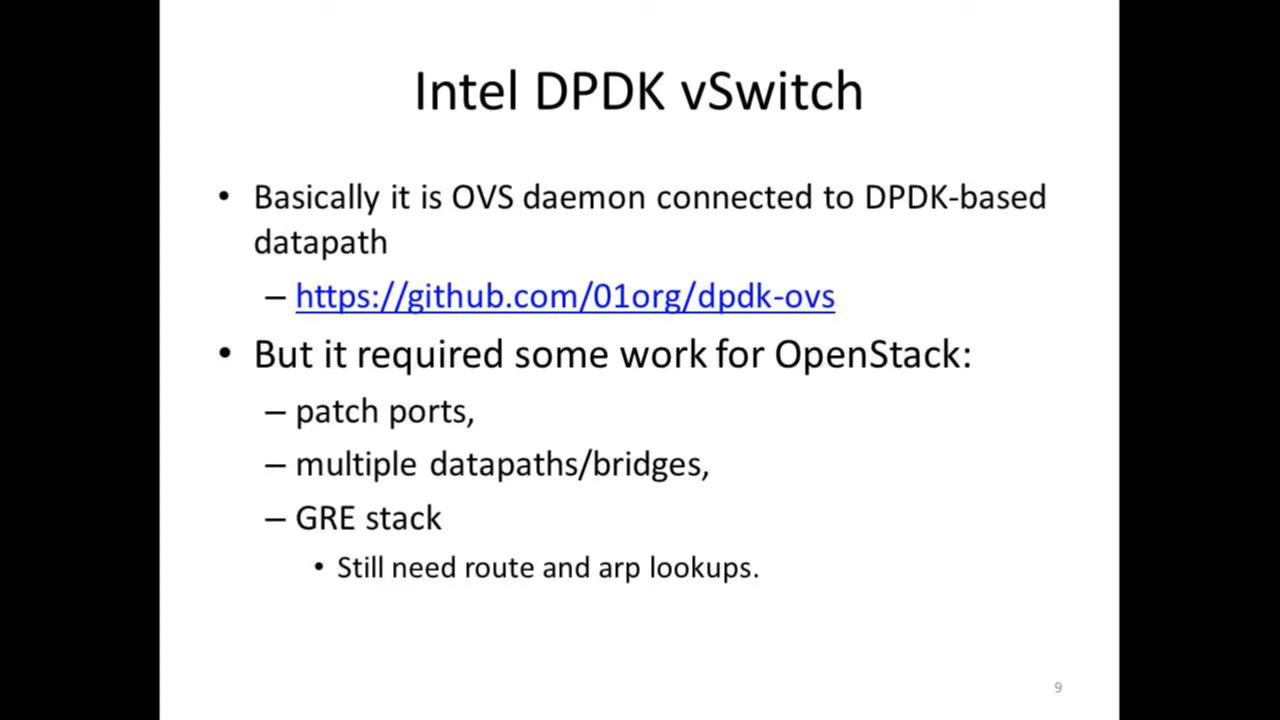 Intel DPDK vSwitch
• Basically it is OVS daemon connected to DPDK-based
datapath
– https://github.com/01org/dpdk-ovs
• But it required some work for OpenStack:
– patch ports,
– multiple datapaths/bridges,
– GRE stack
• Still need route and arp lookups.
9